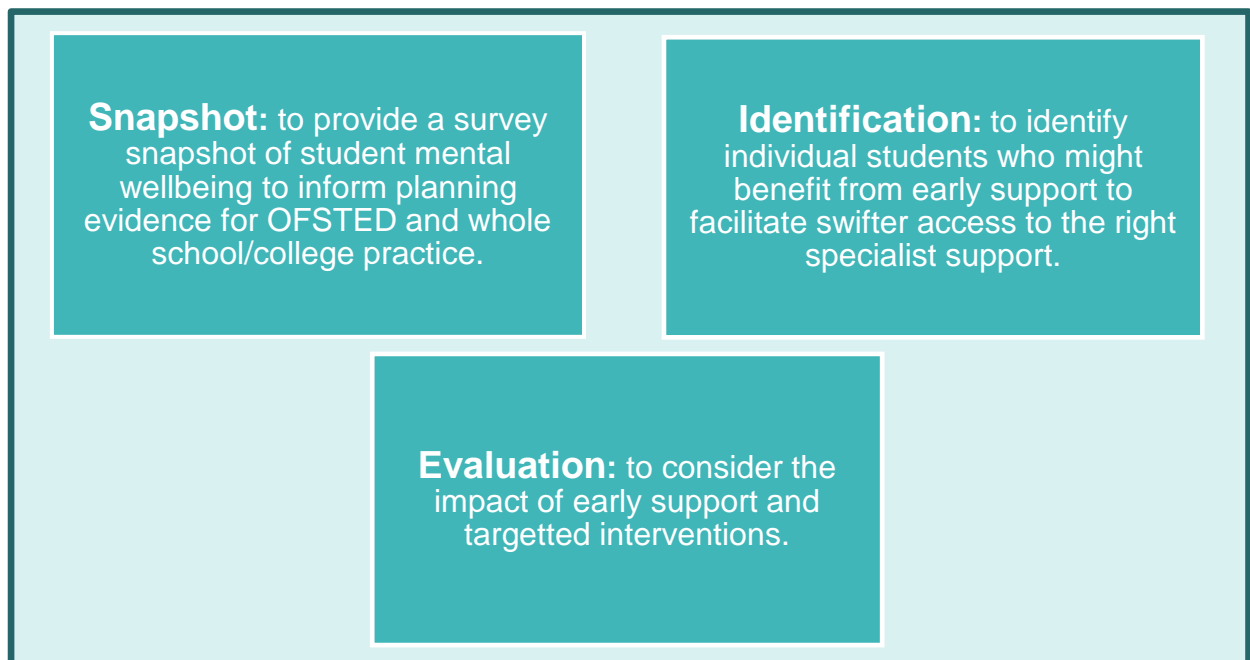 Snapshot: to provide a survey
snapshot of student mental
wellbeing to inform planning
evidence for OFSTED and whole
school/college practice.
Identification: to identify
individual students who might
benefit from early support to
facilitate swifter access to the right
specialist support.
Evaluation: to consider the
impact of early support and
targetted interventions.